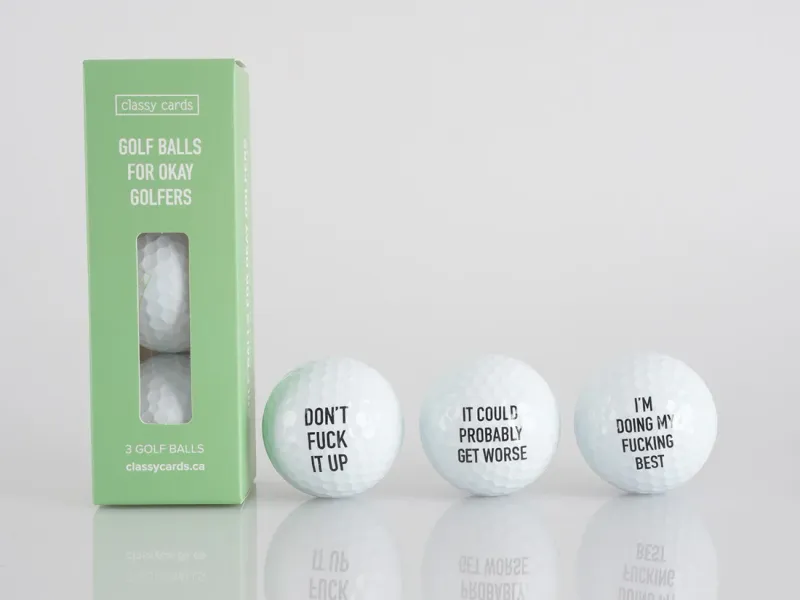 classy cards
GOLF BALLS
FOR OKAY
GOLFERS
3 GOLF BALLS
classycards.ca
DON'T
FUCK
IT UP
IT COULD
PROBABLY
GET WORSE
I'M
DOING MY
FUCKING
BEST